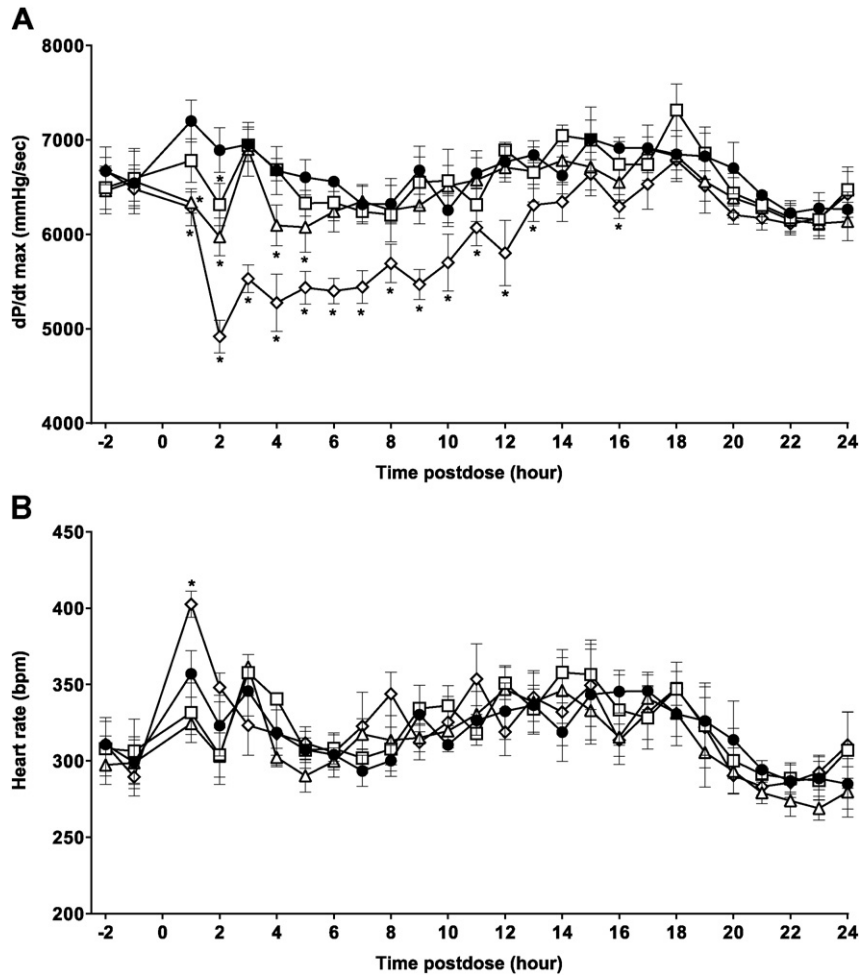 A
8000
7000
6000
5000
4000
dP/dt max (mmHg/sec)
* * * * * * * * * * * * * * * * * * *
-2 0 2 4 6 8 10 12 14 16 18 20 22 24
Time postdose (hour)
B
450
400
350
300
250
200
Heart rate (bpm)
*
-2 0 2 4 6 8 10 12 14 16 18 20 22 24
Time postdose (hour)